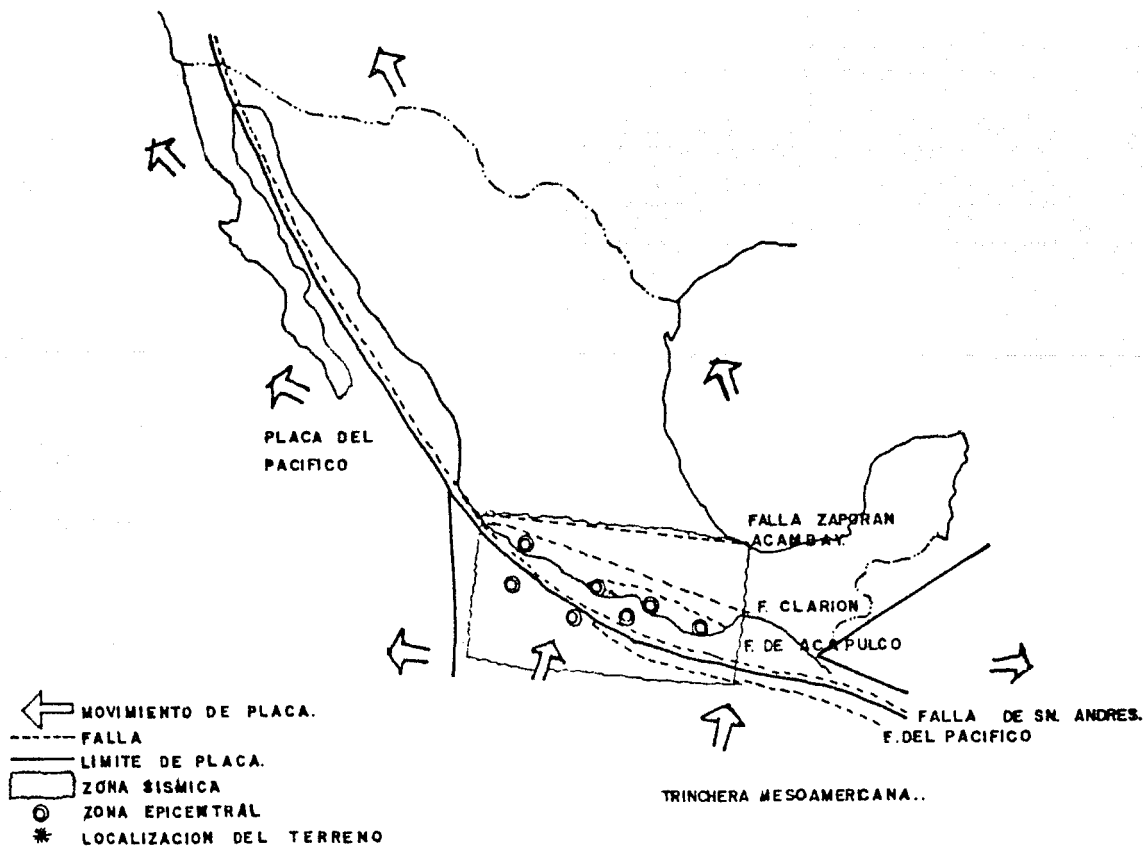 PLACA DEL
PACIFICO
FALLA ZAPORAN
ACAMBAY.
F. CLARION
F. DE ACAPULCO
FALLA DE SN. ANDRES.
F. DEL PACIFICO
TRINCHERA MESOAMERICANA..
MOVIMIENTO DE PLACA.
FALLA
LIMITE DE PLACA.
ZONA SISMICA
ZONA EPICENTRAL
LOCALIZACION DEL TERRENO